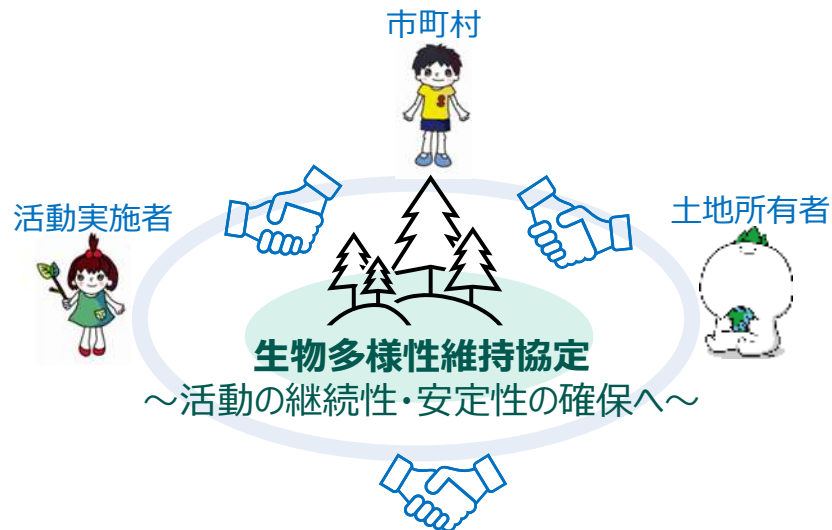 市町村
活動実施者
土地所有者
生物多様性維持協定
～活動の継続性・安定性の確保へ～